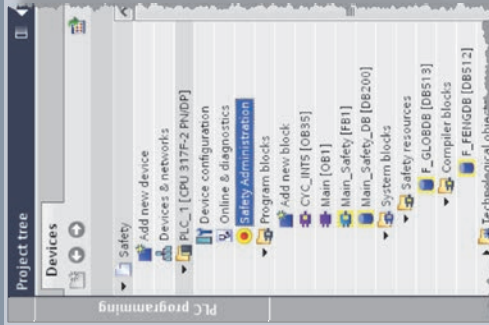 Project tree
Devices
PLC programming
Safety
Add new device
Devices & networks
PLC_1 [CPU 317F-2 PN/DP]
Device configuration
Online & diagnostics
Safety Administration
Program blocks
Add new block
CYC_INT5 [OB35]
Main [OB1]
Main_Safety [FB1]
Main_Safety_DB [DB200]
System blocks
Safety resources
F_GLOBDB [DB513]
Compiler blocks
F_FENGDB [DB512]
Technological objects